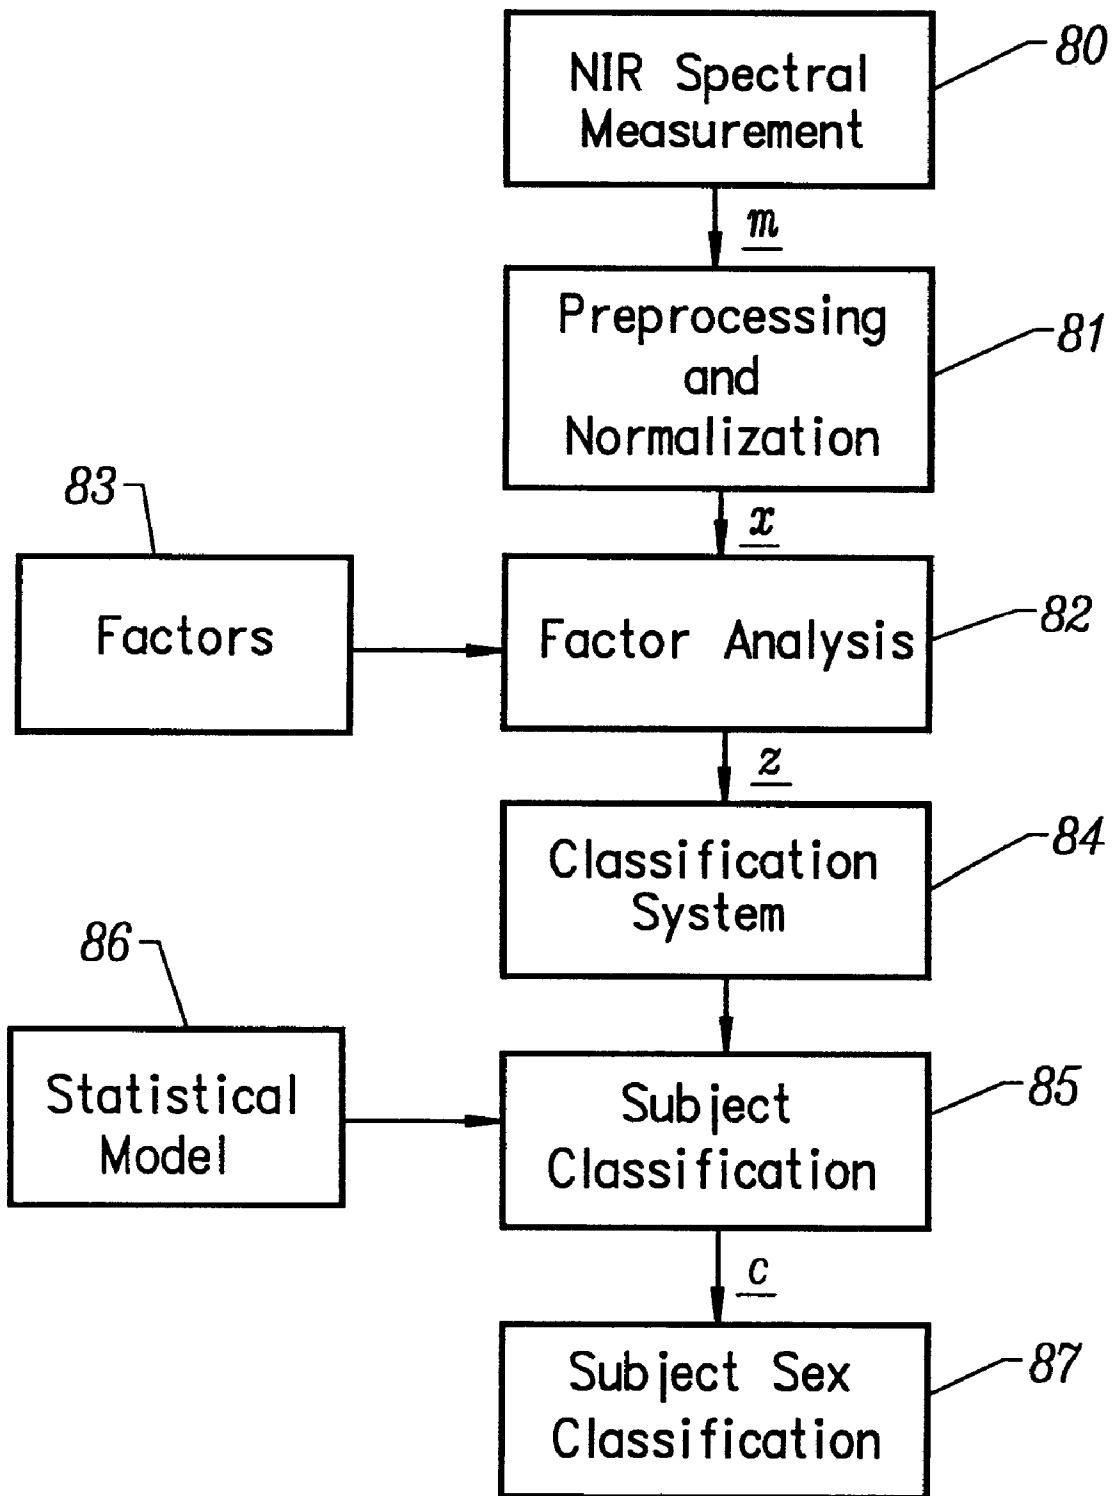 NIR Spectral
Measurement
80
m
Preprocessing
and
Normalization
81
x
83
Factors
Factor Analysis
82
z
Classification
System
84
86
Statistical
Model
Subject
Classification
85
c
Subject Sex
Classification
87